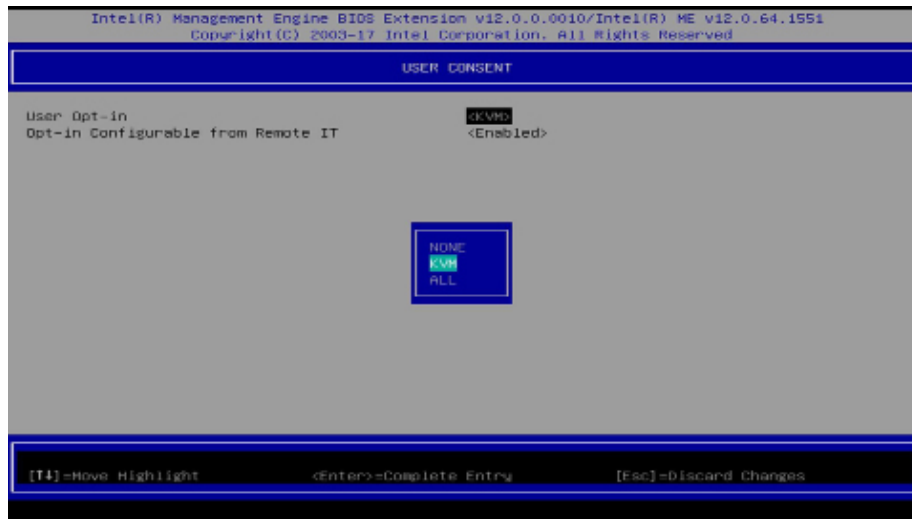 Intel(R) Management Engine BIOS Extension v12.0.0.0010/Intel(R) ME v12.0.64.1551
Copyright(C) 2003-17 Intel Corporation. All Rights Reserved
USER CONSENT
User Opt-in <KVM>
Opt-in Configurable from Remote IT <Enabled>
NONE
KVM
ALL
[↑↓]=Move Highlight <Enter>=Complete Entry [Esc]=Discard Changes